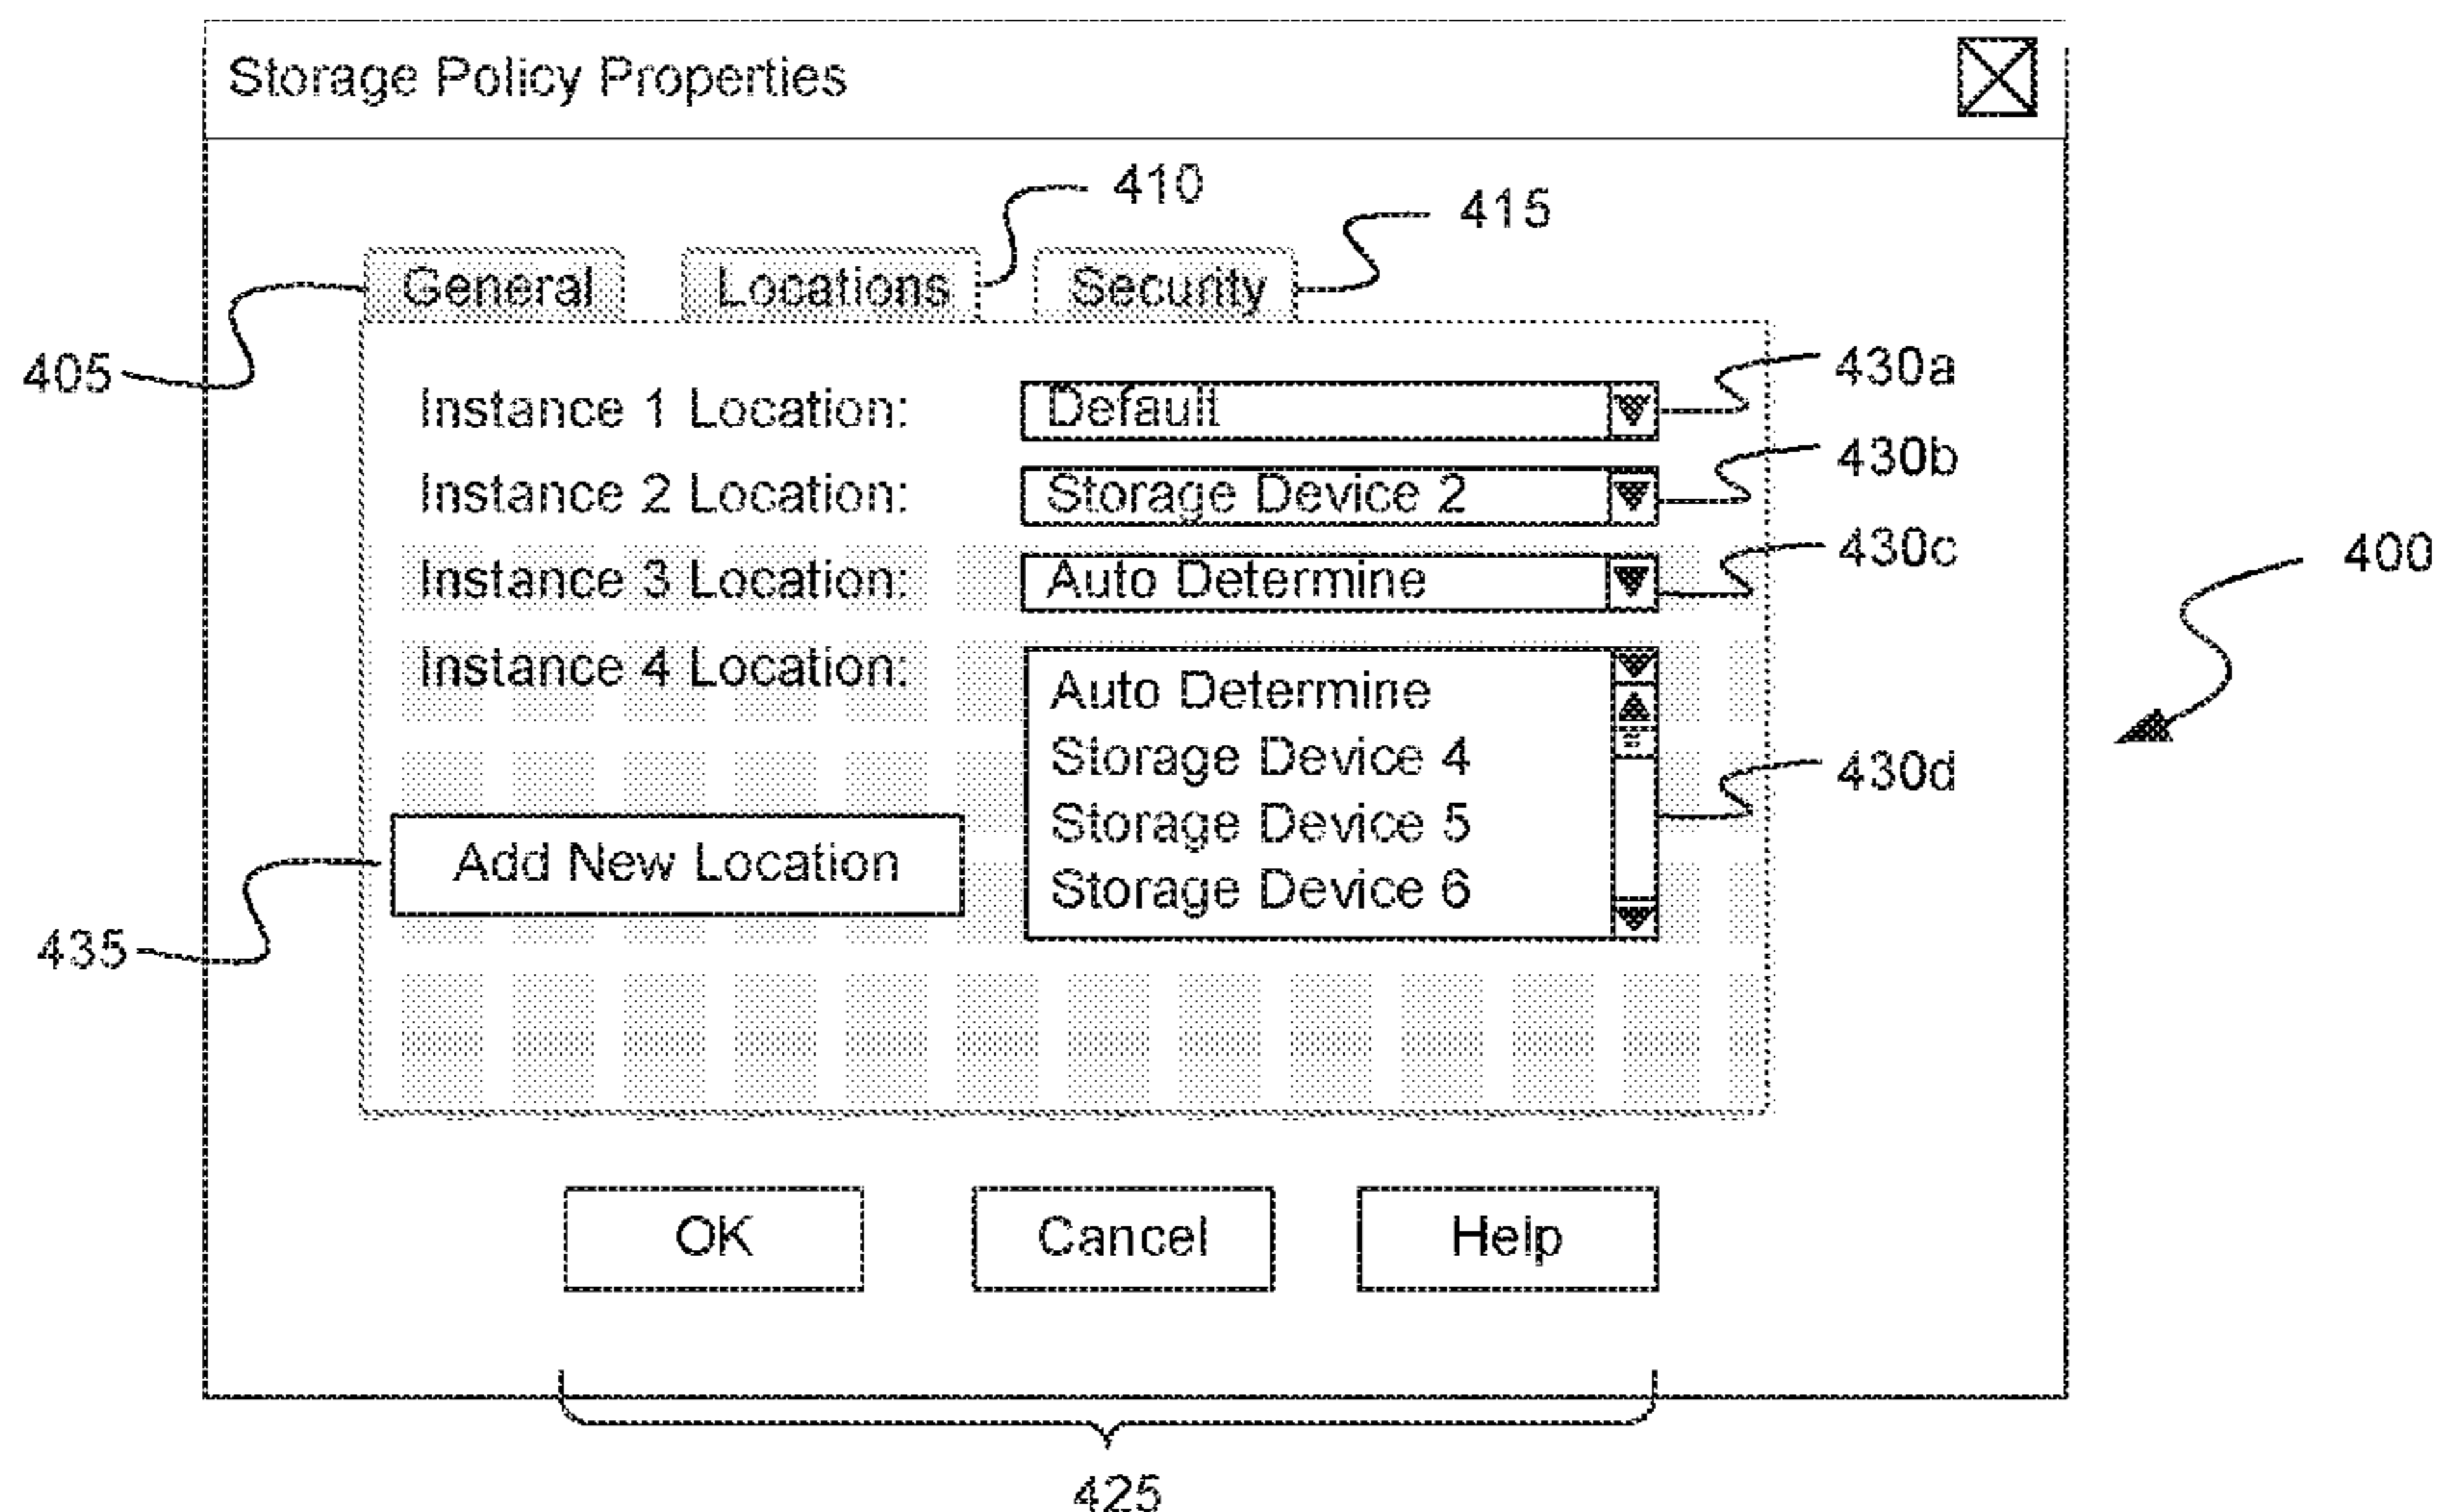 Storage Policy Properties
410
415
General Locations Security
405
Instance 1 Location: Default 430a
Instance 2 Location: Storage Device 2 430b
Instance 3 Location: Auto Determine 430c
400
Instance 4 Location: Auto Determine
Storage Device 4
430d
Storage Device 5
Add New Location
Storage Device 6
435
OK Cancel Help
425